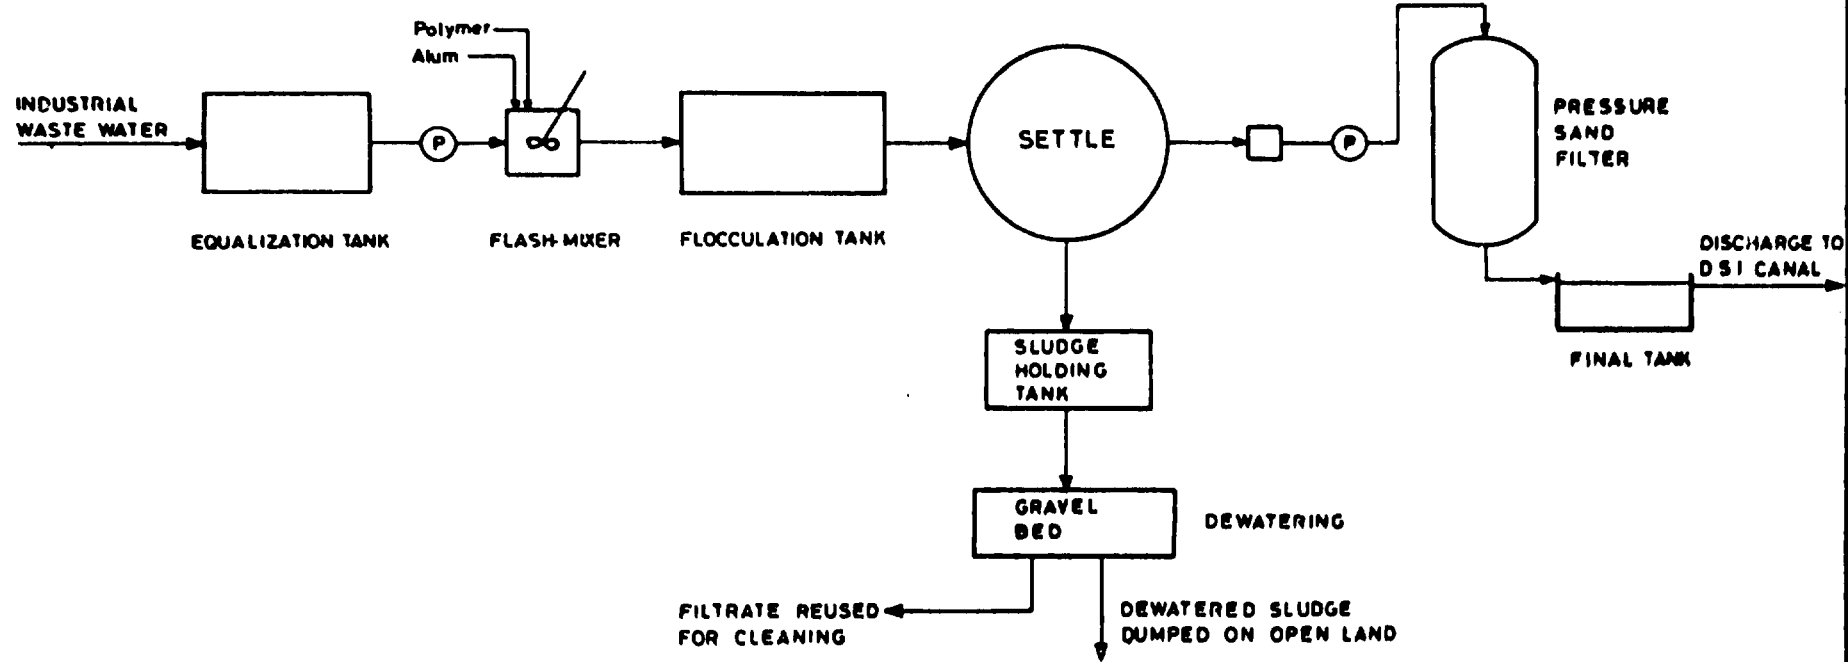 Polymer
Alum
INDUSTRIAL
WASTE WATER
P
SETTLE
P
PRESSURE
SAND
FILTER
EQUALIZATION TANK
FLASH-MIXER
FLOCCULATION TANK
DISCHARGE TO
DSI CANAL
SLUDGE
HOLDING
TANK
FINAL TANK
GRAVEL
BED
DEWATERING
FILTRATE REUSED
FOR CLEANING
DEWATERED SLUDGE
DUMPED ON OPEN LAND